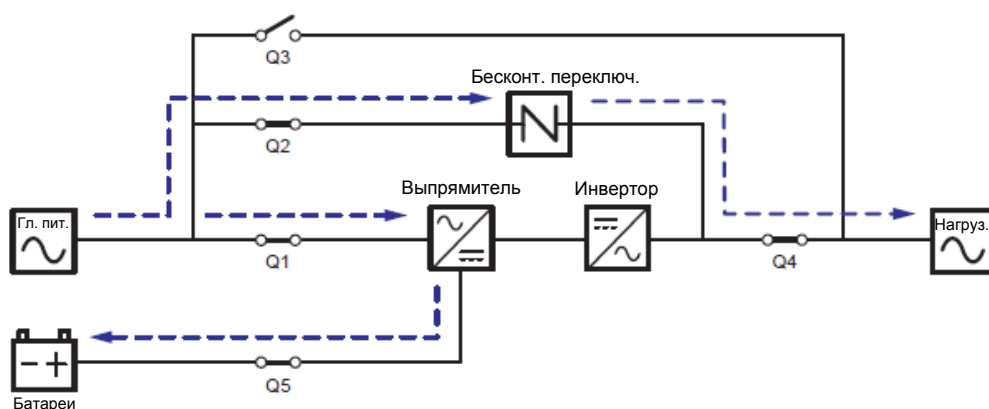 Q3
Бесконт. переключ.
Q2
Выпрямитель
Инвертор
Гл. пит.
Нагруз.
Q1
Q4
Q5
Батареи